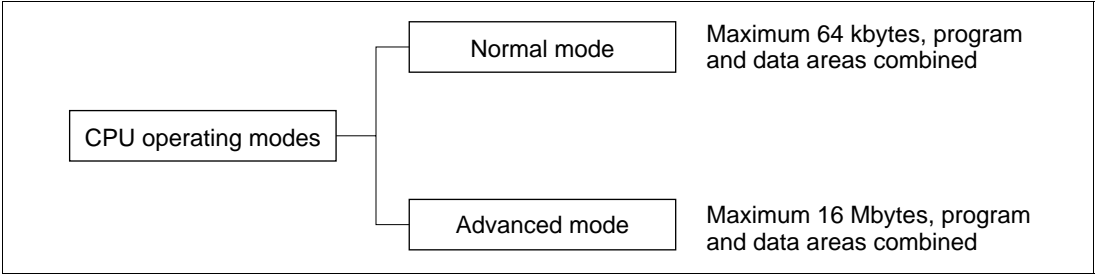 Normal mode
Maximum 64 kbytes, program
and data areas combined
CPU operating modes
Advanced mode
Maximum 16 Mbytes, program
and data areas combined